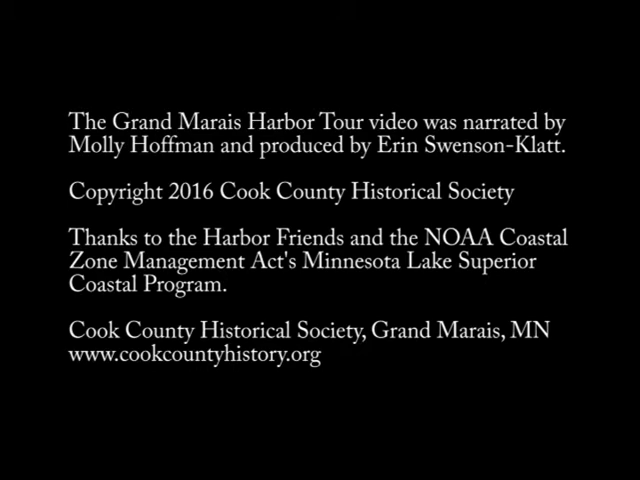 The Grand Marais Harbor Tour video was narrated by
Molly Hoffman and produced by Erin Swenson-Klatt.
Copyright 2016 Cook County Historical Society
Thanks to the Harbor Friends and the NOAA Coastal
Zone Management Act's Minnesota Lake Superior
Coastal Program.
Cook County Historical Society, Grand Marais, MN
www.cookcountyhistory.org